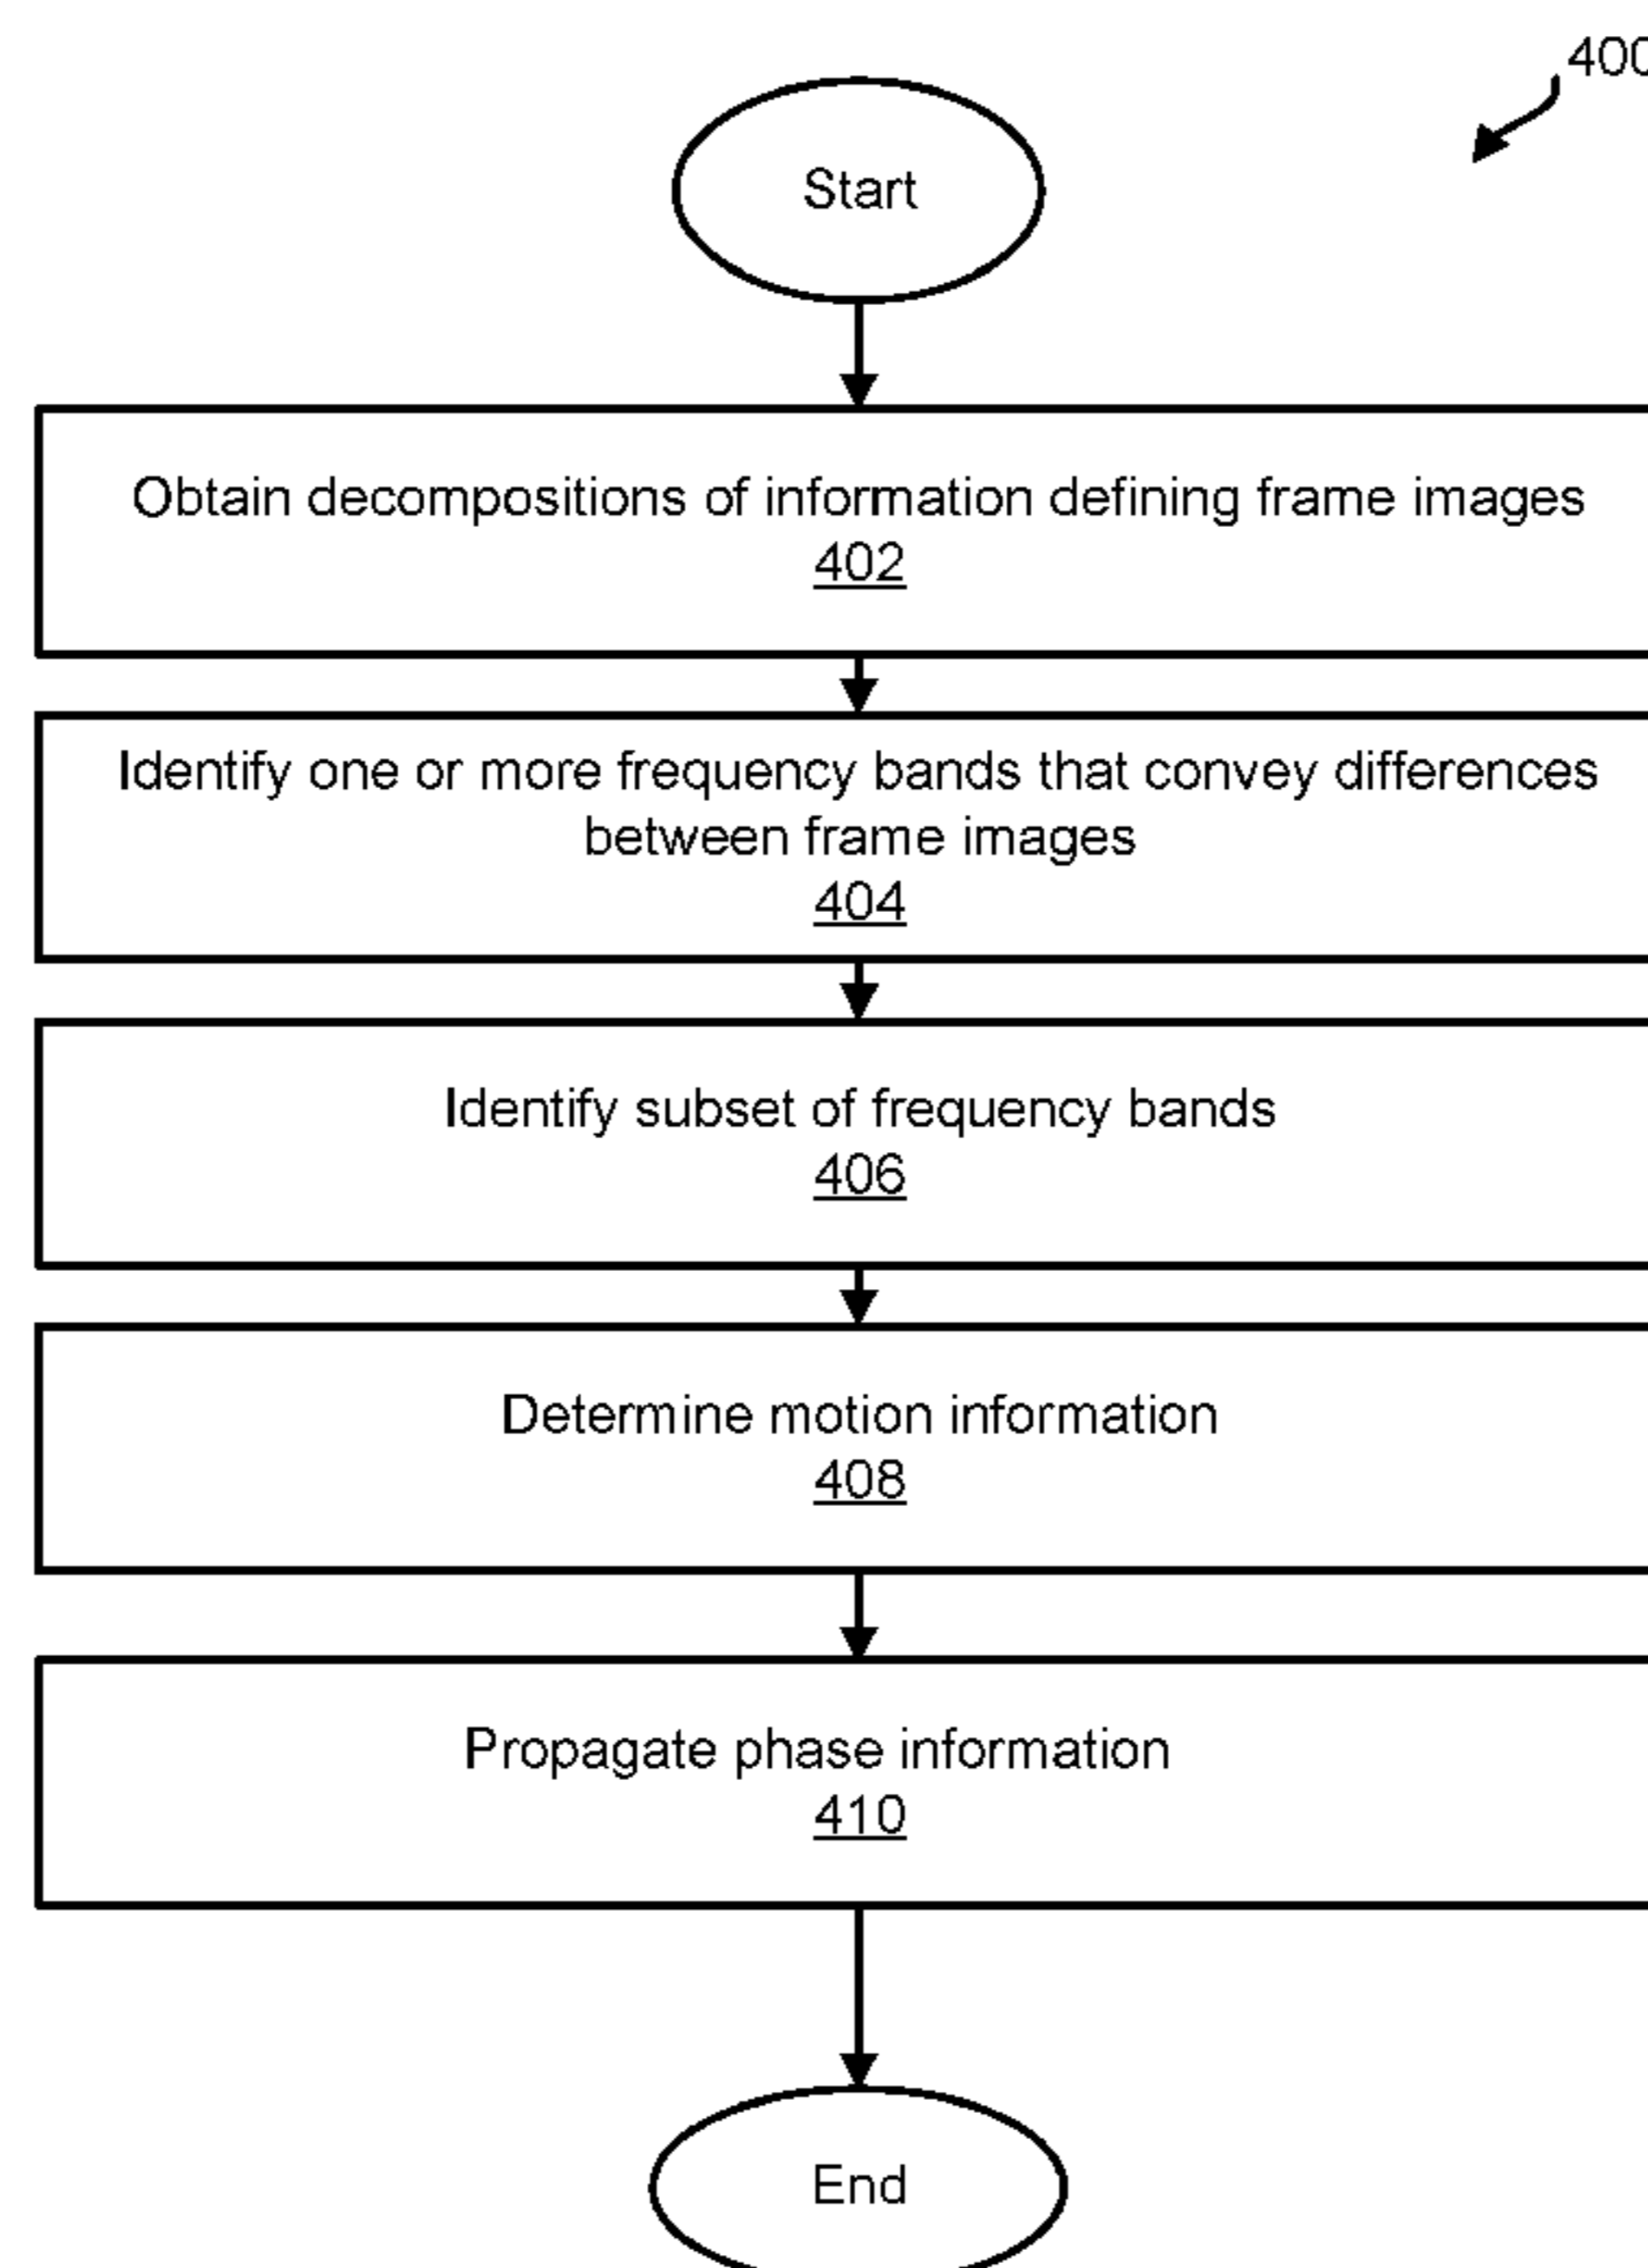 400
Start
Obtain decompositions of information defining frame images
402
Identify one or more frequency bands that convey differences
between frame images
404
Identify subset of frequency bands
406
Determine motion information
408
Propagate phase information
410
End